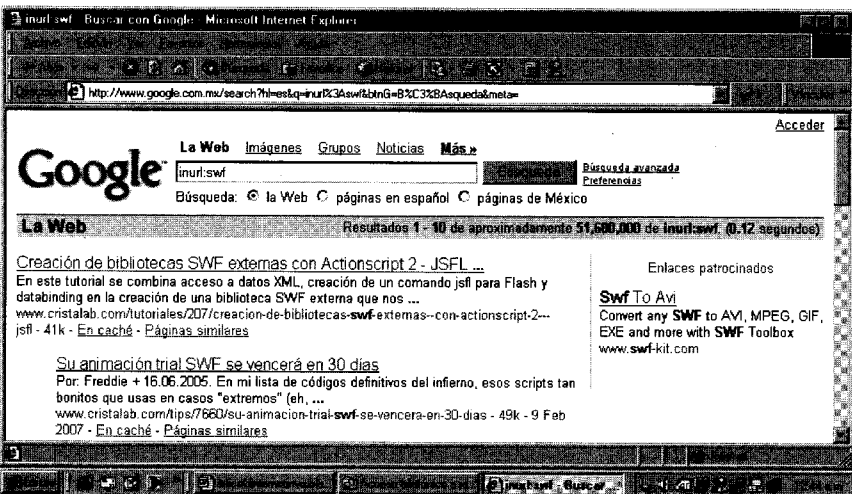 inurl:swf - Buscar con Google - Microsoft Internet Explorer
http://www.google.com.mx/search?hl=es&q=inurl%3Aswf&btnG=B%C3%BAsqueda&meta=
Acceder
La Web Imágenes Grupos Noticias Más »
Google
inurl:swf
Búsqueda
Búsqueda avanzada
Preferencias
Búsqueda: la Web páginas en español páginas de México
La Web
Resultados 1 - 10 de aproximadamente 51,600,000 de inurl:swf. (0.12 segundos)
Creación de bibliotecas SWF externas con Actionscript 2 - JSFL ...
En este tutorial se combina acceso a datos XML, creación de un comando jsfl para Flash y
databinding en la creación de una biblioteca SWF externa que nos ...
www.cristalab.com/tutoriales/207/creacion-de-bibliotecas-swf-externas--con-actionscript-2---
jsfl - 41k - En caché - Páginas similares
Su animación trial SWF se vencerá en 30 días
Por: Freddie + 16.06.2005. En mi lista de códigos definitivos del infierno, esos scripts tan
bonitos que usas en casos "extremos" (eh, ...
www.cristalab.com/tips/7660/su-animacion-trial-swf-se-vencera-en-30-dias - 49k - 9 Feb
2007 - En caché - Páginas similares
Enlaces patrocinados
Swf To Avi
Convert any SWF to AVI, MPEG, GIF,
EXE and more with SWF Toolbox
www.swf-kit.com
inurl:swf - Buscar ...